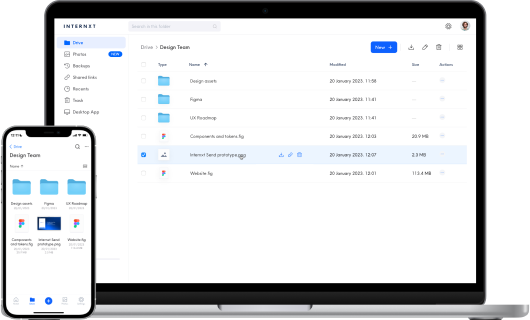 INTERNXT
Search in this folder
Drive
Drive > Design Team
New +
Photos
NEW
Type
Name
Modified
Size
Actions
Backups
Shared links
Design assets
20 January 2023. 11:58
Recents
Figma
20 January 2023. 11:41
Trash
Desktop App
UX Roadmap
20 January 2023. 11:41
Components and tokens.fig
20 January 2023. 12:03
20.9 MB
Internxt Send prototype.png
20 January 2023. 12:07
2.3 MB
Website.fig
20 January 2023. 12:01
113.4 MB
Drive
Design Team
Name
Design assets
Figma
UX Roadmap
Components
and tokens.fig
Internxt Send
prototype.png
Website.fig